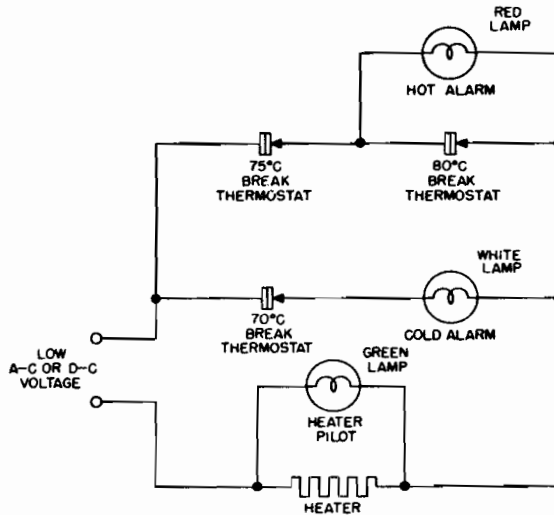 RED
LAMP
HOT ALARM
75°C
BREAK
THERMOSTAT
80°C
BREAK
THERMOSTAT
WHITE
LAMP
70°C
BREAK
THERMOSTAT
COLD ALARM
LOW
A-C OR D-C
VOLTAGE
GREEN
LAMP
HEATER
PILOT
HEATER